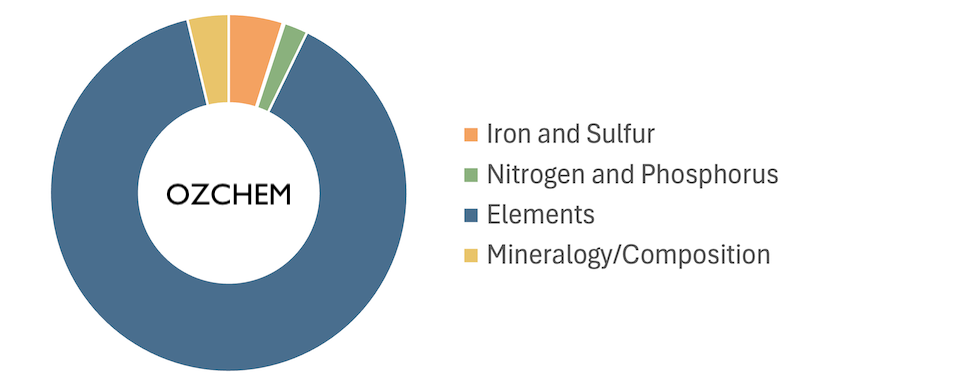 OZCHEM
Iron and Sulfur
Nitrogen and Phosphorus
Elements
Mineralogy/Composition